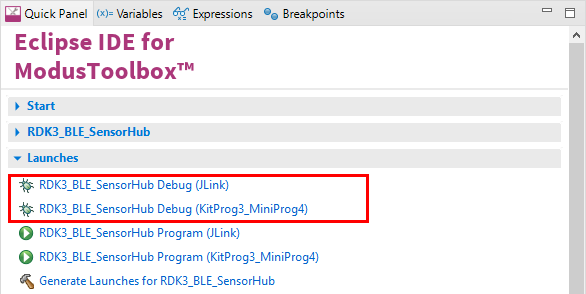 Quick Panel (x)= Variables Expressions Breakpoints
Eclipse IDE for
ModusToolbox™
Start
RDK3_BLE_SensorHub
Launches
RDK3_BLE_SensorHub Debug (JLink)
RDK3_BLE_SensorHub Debug (KitProg3_MiniProg4)
RDK3_BLE_SensorHub Program (JLink)
RDK3_BLE_SensorHub Program (KitProg3_MiniProg4)
Generate Launches for RDK3_BLE_SensorHub